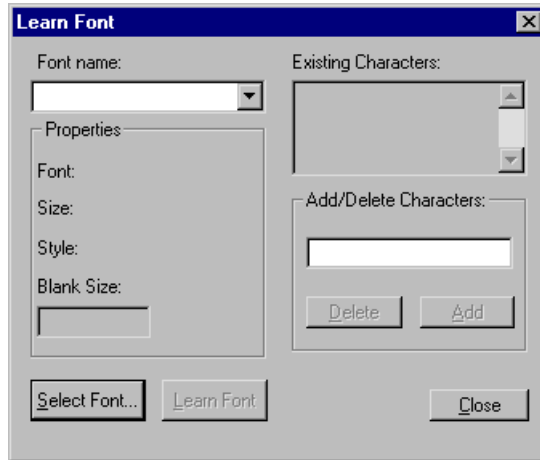 Learn Font
Font name:
Existing Characters:
Properties
Font:
Size:
Style:
Blank Size:
Add/Delete Characters:
Delete
Add
Select Font...
Learn Font
Close